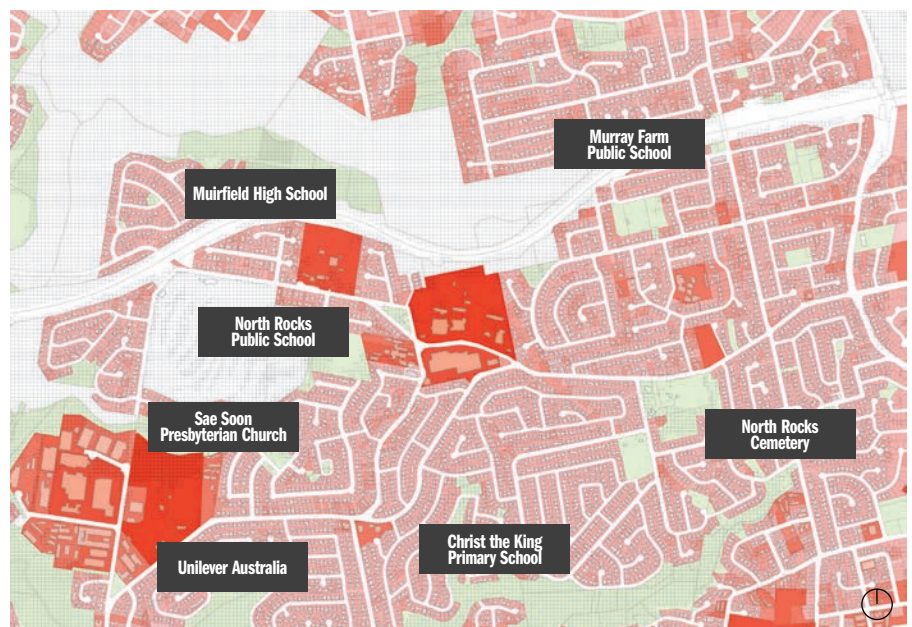 Murray Farm
Public School
Muirfield High School
North Rocks
Public School
Sae Soon
Presbyterian Church
North Rocks
Cemetery
Christ the King
Primary School
Unilever Australia